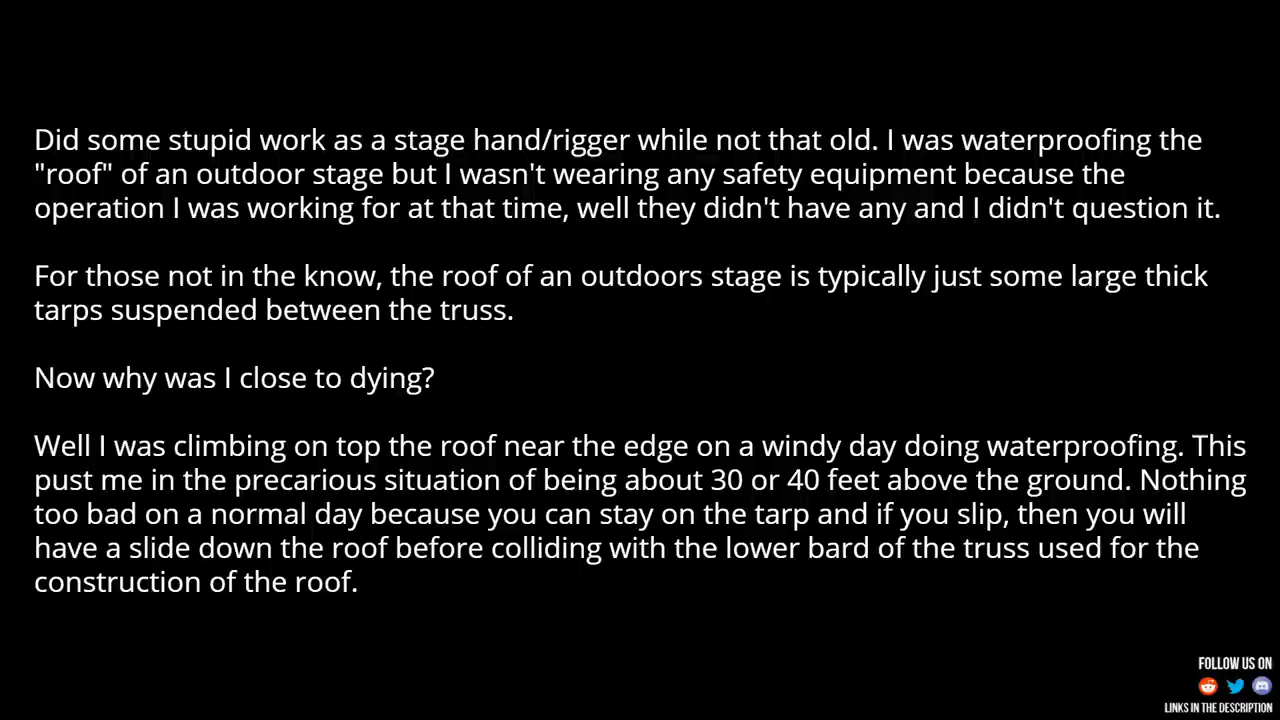 Did some stupid work as a stage hand/rigger while not that old. I was waterproofing the
"roof" of an outdoor stage but I wasn't wearing any safety equipment because the
operation I was working for at that time, well they didn't have any and I didn't question it.
For those not in the know, the roof of an outdoors stage is typically just some large thick
tarps suspended between the truss.
Now why was I close to dying?
Well I was climbing on top the roof near the edge on a windy day doing waterproofing. This
pust me in the precarious situation of being about 30 or 40 feet above the ground. Nothing
too bad on a normal day because you can stay on the tarp and if you slip, then you will
have a slide down the roof before colliding with the lower bard of the truss used for the
construction of the roof.
FOLLOW US ON
LINKS IN THE DESCRIPTION